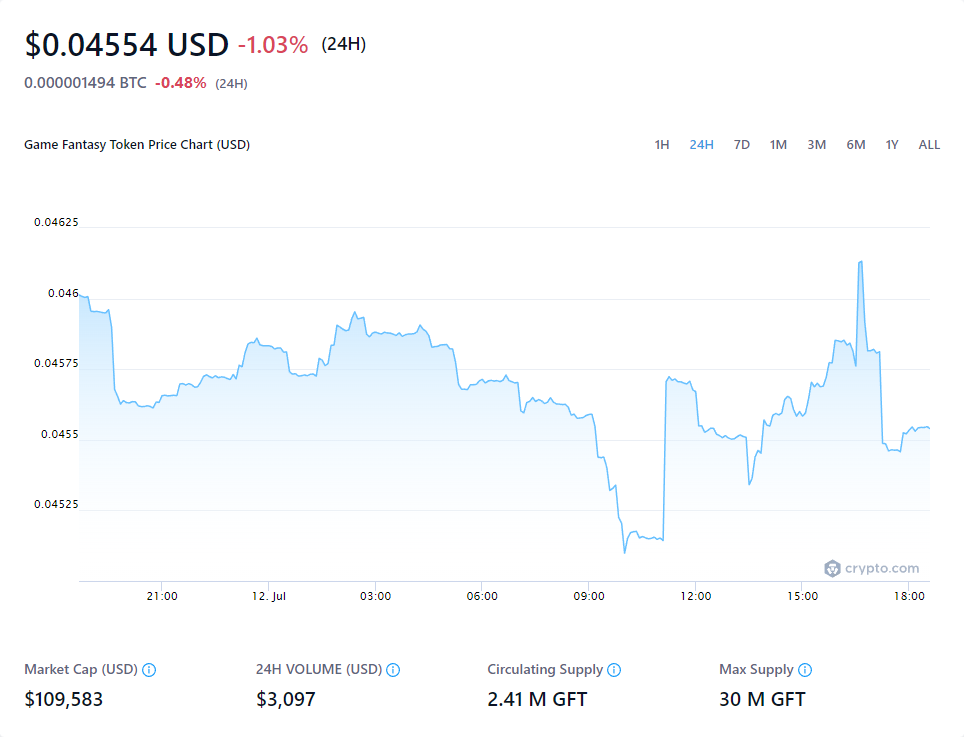 $0.04554 USD -1.03% (24H)
0.000001494 BTC -0.48% (24H)
Game Fantasy Token Price Chart (USD) 1H 24H 7D 1M 3M 6M 1Y ALL
0.04625
0.046
0.04575
0.0455
0.04525
crypto.com
21:00 12. Jul 03:00 06:00 09:00 12:00 15:00 18:00
Market Cap (USD) 24H VOLUME (USD) Circulating Supply Max Supply
$109,583 $3,097 2.41 M GFT 30 M GFT